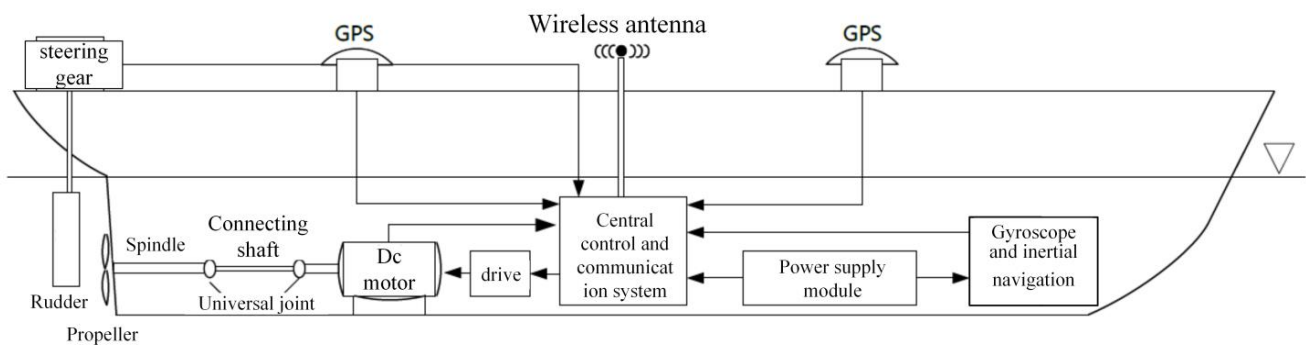 Wireless antenna
GPS
GPS
steering
gear
Central
control and
communicat
ion system
Gyroscope
and inertial
navigation
Connecting
shaft
Spindle
Dc
motor
drive
Power supply
module
Rudder
Universal joint
Propeller